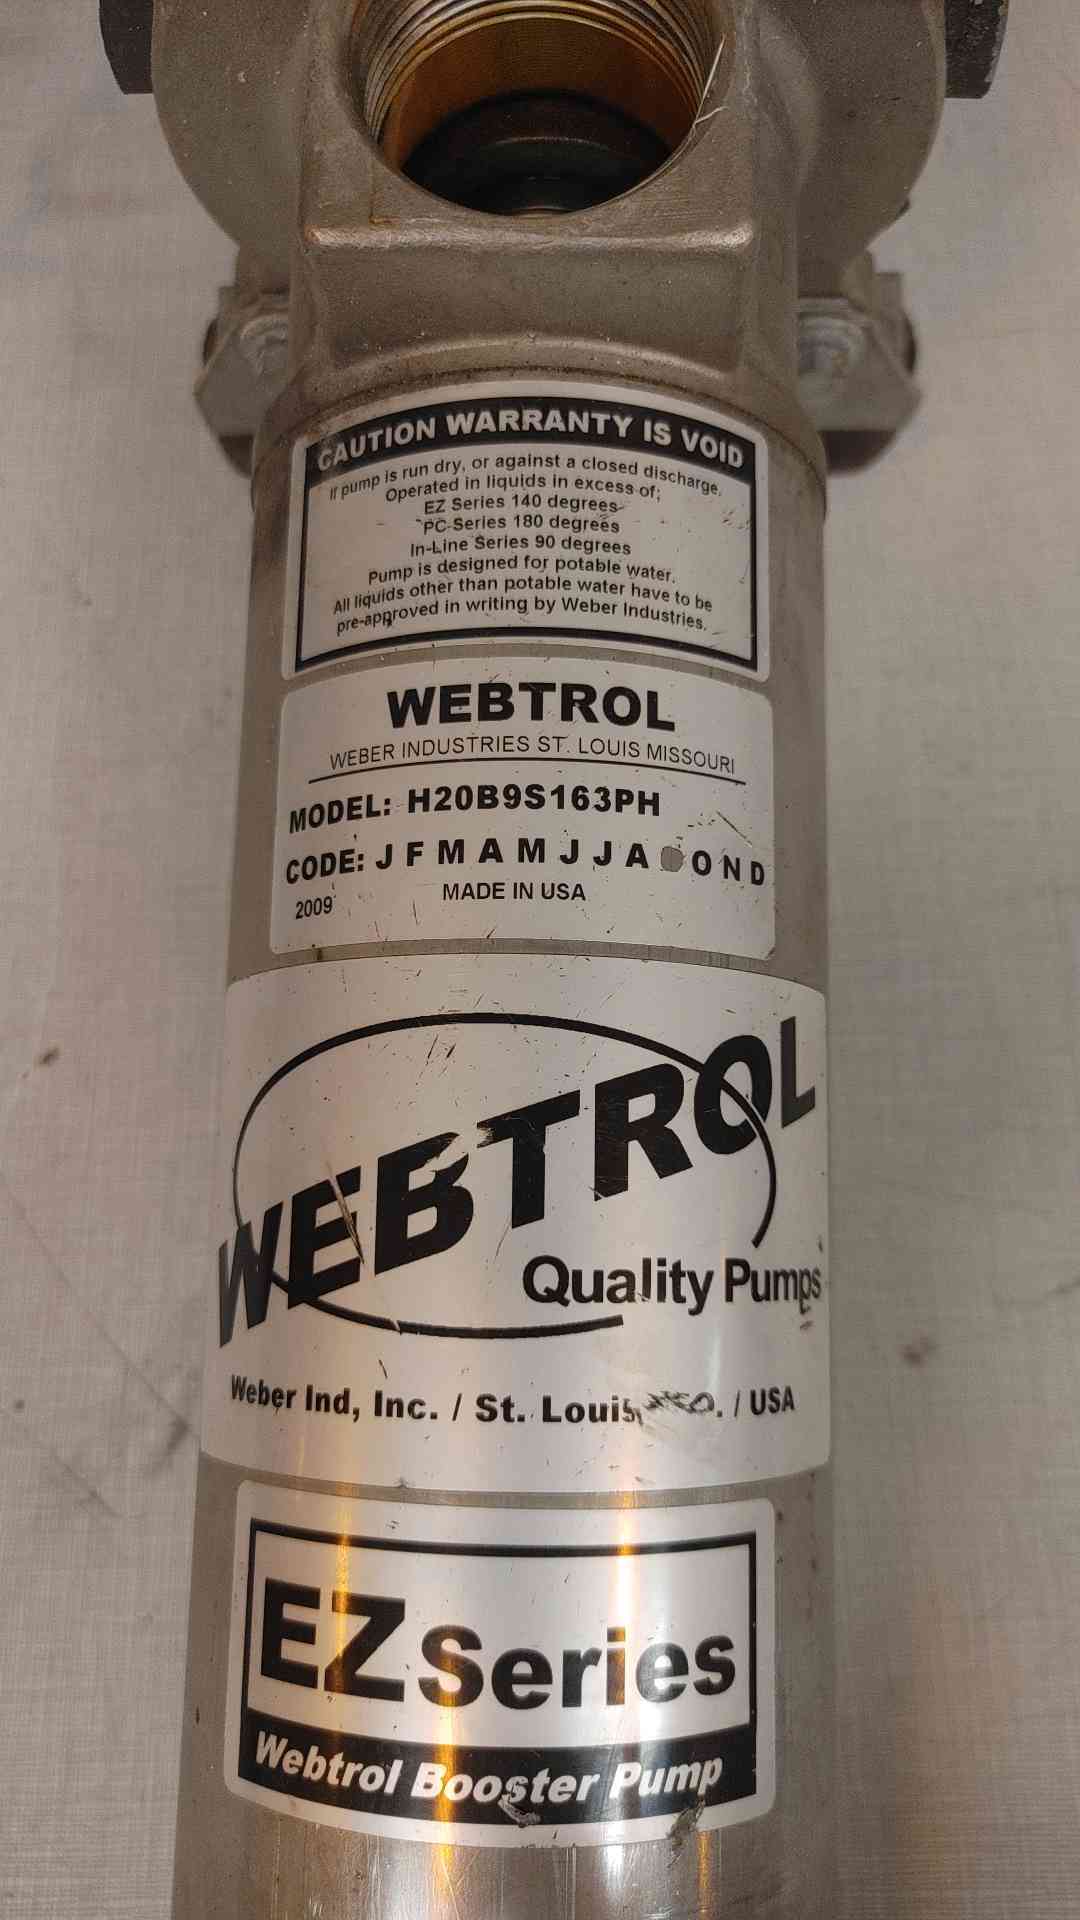 CAUTION WARRANTY IS VOID
If pump is run dry, or against a closed discharge.
Operated in liquids in excess of;
EZ Series 140 degrees
PC-Series 180 degrees
In-Line Series 90 degrees
Pump is designed for potable water.
All liquids other than potable water have to be
pre-approved in writing by Weber Industries.
WEBTROL
WEBER INDUSTRIES ST. LOUIS MISSOURI
MODEL: H20B9S163PH
CODE: J F M A M J J A O N D
2009 MADE IN USA
WEBTROL
Quality Pumps
Weber Ind, Inc. / St. Louis, / USA
EZ Series
Webtrol Booster Pump